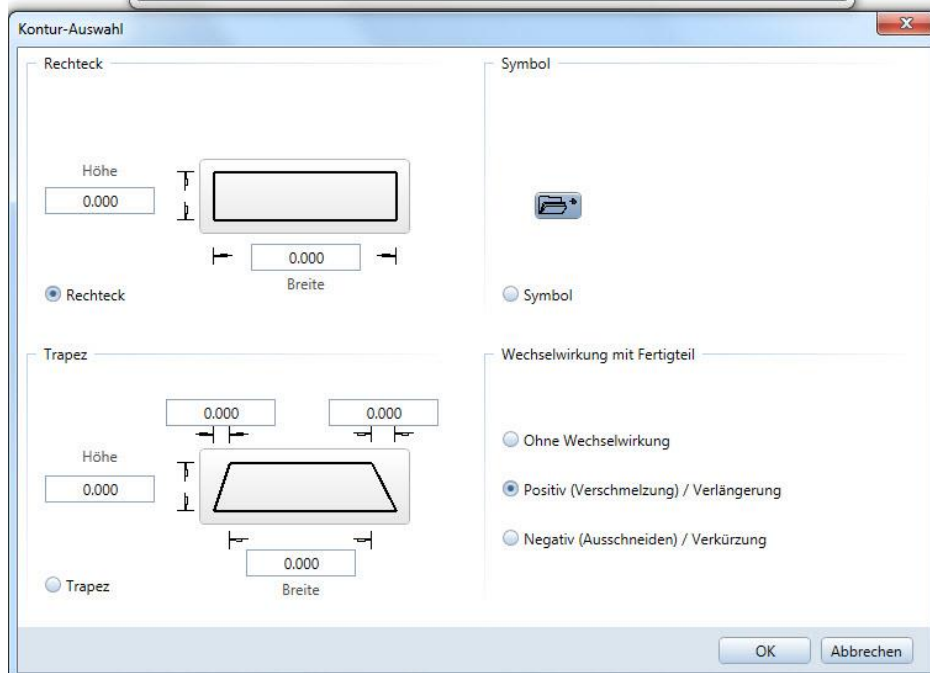 Kontur-Auswahl
Rechteck
Höhe
0.000
0.000
Breite
Rechteck
Symbol
Symbol
Trapez
0.000
0.000
Höhe
0.000
0.000
Breite
Trapez
Wechselwirkung mit Fertigteil
Ohne Wechselwirkung
Positiv (Verschmelzung) / Verlängerung
Negativ (Ausschneiden) / Verkürzung
OK
Abbrechen